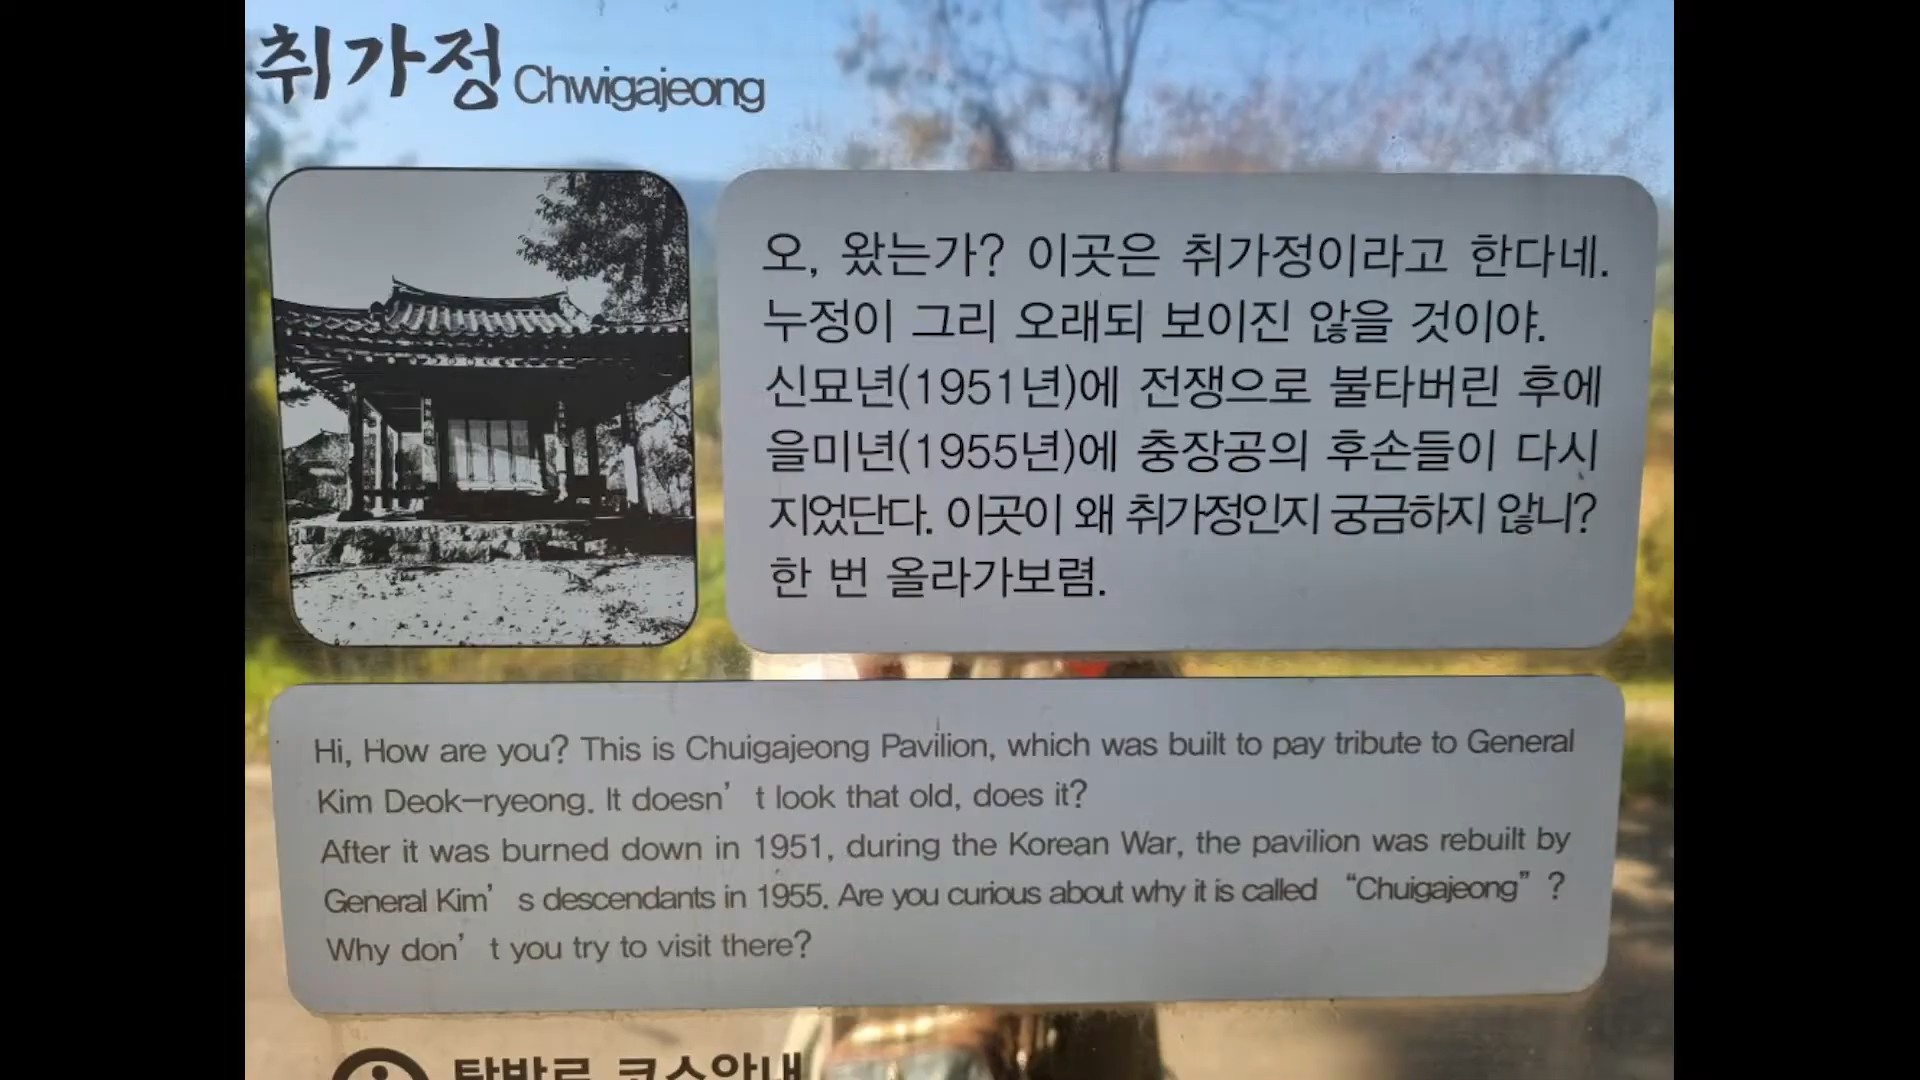 취가정 Chwigajeong
오, 왔는가? 이곳은 취가정이라고 한다네.
누정이 그리 오래되 보이진 않을 것이야.
신묘년(1951년)에 전쟁으로 불타버린 후에
을미년(1955년)에 충장공의 후손들이 다시
지었단다. 이곳이 왜 취가정인지 궁금하지 않니?
한 번 올라가보렴.
Hi, How are you? This is Chuigajeong Pavilion, which was built to pay tribute to General
Kim Deok-ryeong. It doesn't look that old, does it?
After it was burned down in 1951, during the Korean War, the pavilion was rebuilt by
General Kim's descendants in 1955. Are you curious about why it is called "Chuigajeong"?
Why don't you try to visit there?
탐방로 코스안내